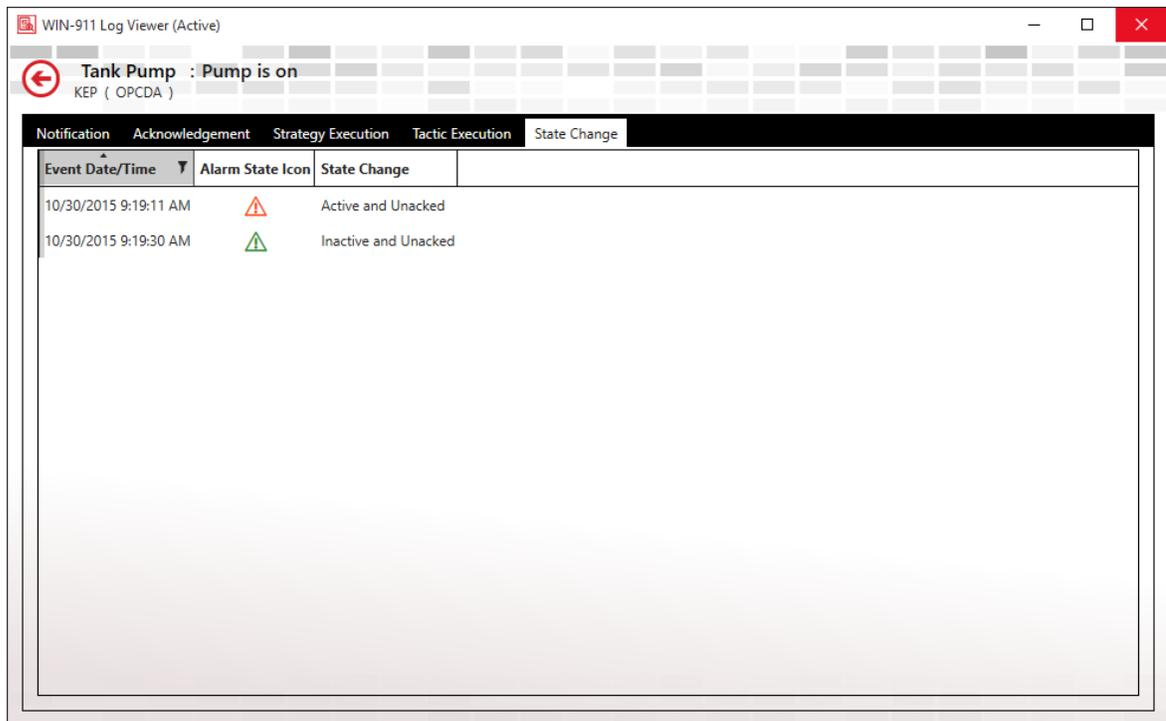 WIN-911 Log Viewer (Active)
Tank Pump : Pump is on
KEP ( OPCDA )
Notification Acknowledgement Strategy Execution Tactic Execution State Change
Event Date/Time Alarm State Icon State Change
10/30/2015 9:19:11 AM Active and Unacked
10/30/2015 9:19:30 AM Inactive and Unacked